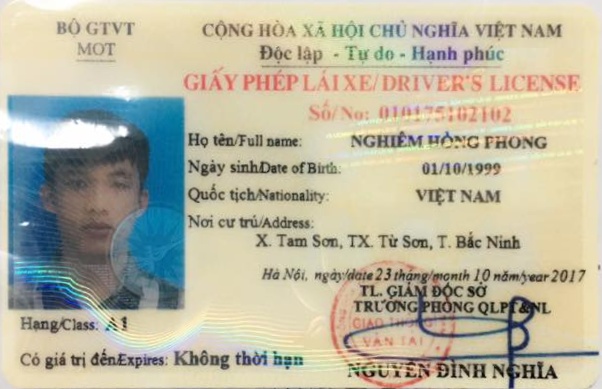 BỘ GTVT
MOT
CỘNG HÒA XÃ HỘI CHỦ NGHĨA VIỆT NAM
Độc lập - Tự do - Hạnh phúc
GIẤY PHÉP LÁI XE/ DRIVER'S LICENSE
Số/ No: 010175102102
Họ tên/Full name: NGHIÊM HỒNG PHONG
Ngày sinh/Date of Birth: 01/10/1999
Quốc tịch/Nationality: VIỆT NAM
Nơi cư trú/Address:
X. Tam Sơn, TX. Từ Sơn, T. Bắc Ninh
Hà Nội, ngày/date 23 tháng/month 10 năm/year 2017
TL. GIÁM ĐỐC SỞ
TRƯỞNG PHÒNG QLPT&NL
GIAO THÔNG
VẬN TẢI
Hạng/Class: A1
Có giá trị đến/Expires: Không thời hạn
NGUYỄN ĐÌNH NGHĨA